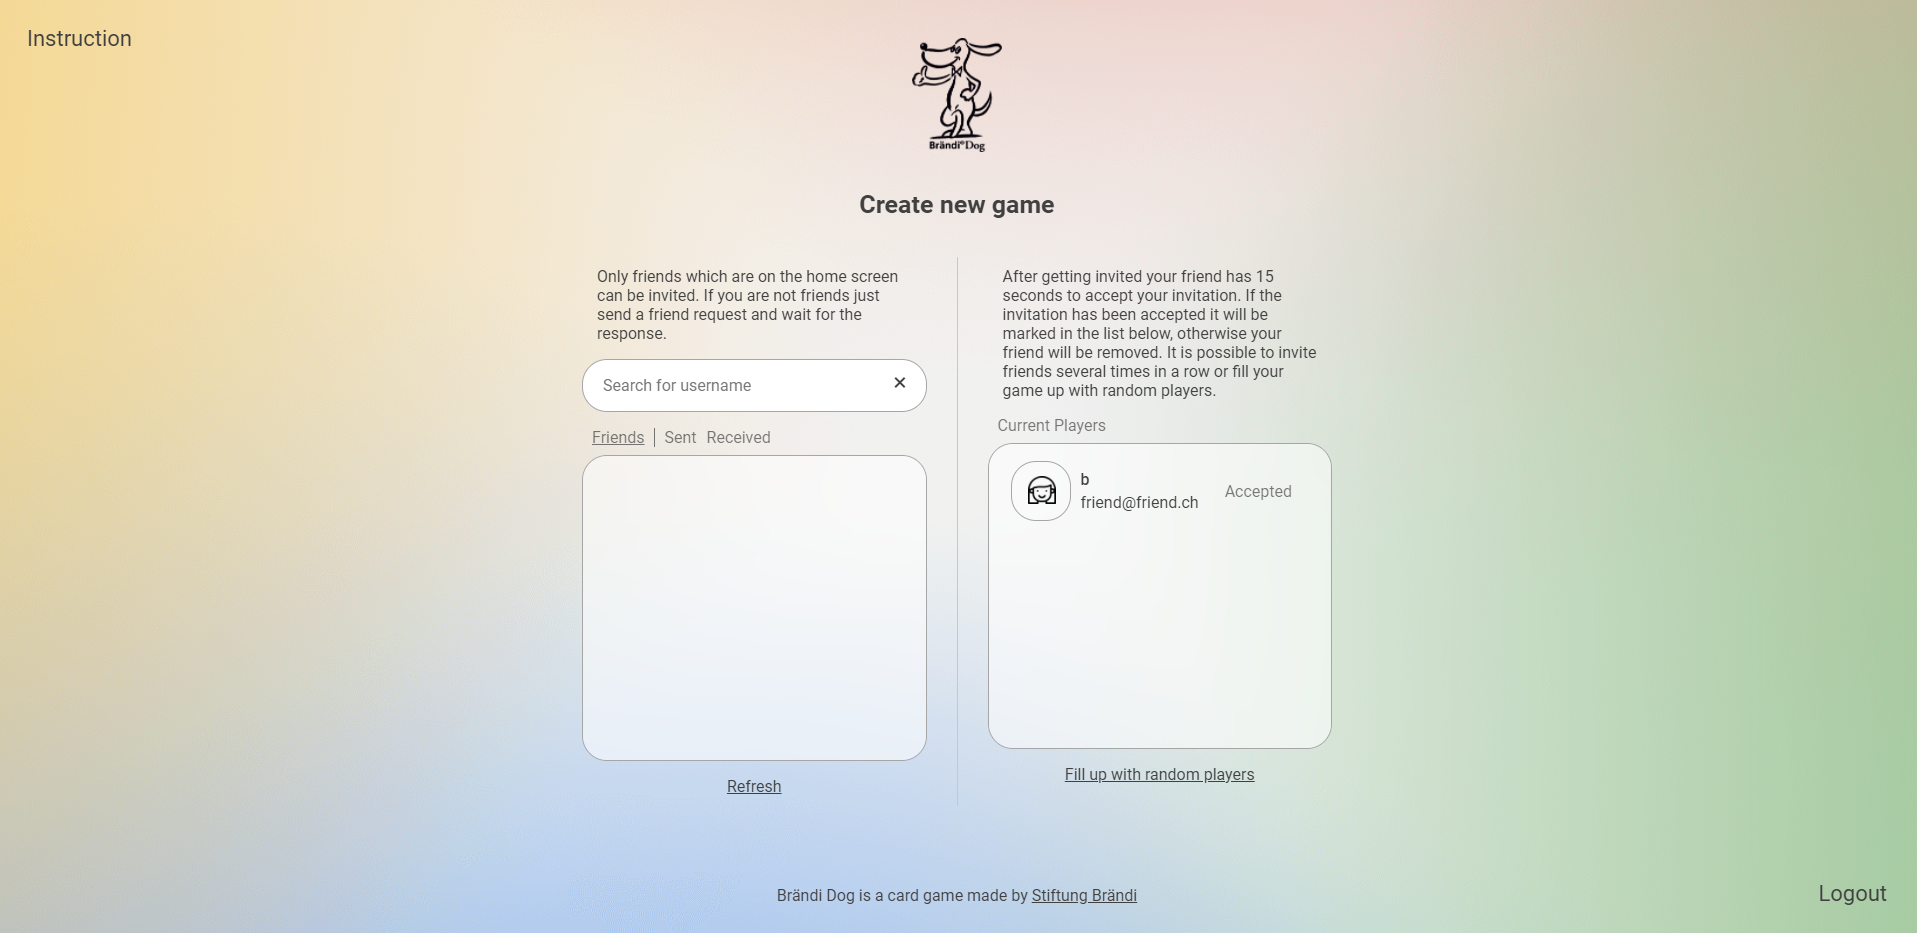 Instruction
Brändi®Dog
Create new game
Only friends which are on the home screen
can be invited. If you are not friends just
send a friend request and wait for the
response.
Search for username
Friends Sent Received
Refresh
After getting invited your friend has 15
seconds to accept your invitation. If the
invitation has been accepted it will be
marked in the list below, otherwise your
friend will be removed. It is possible to invite
friends several times in a row or fill your
game up with random players.
Current Players
b
friend@friend.ch
Accepted
Fill up with random players
Brändi Dog is a card game made by Stiftung Brändi
Logout